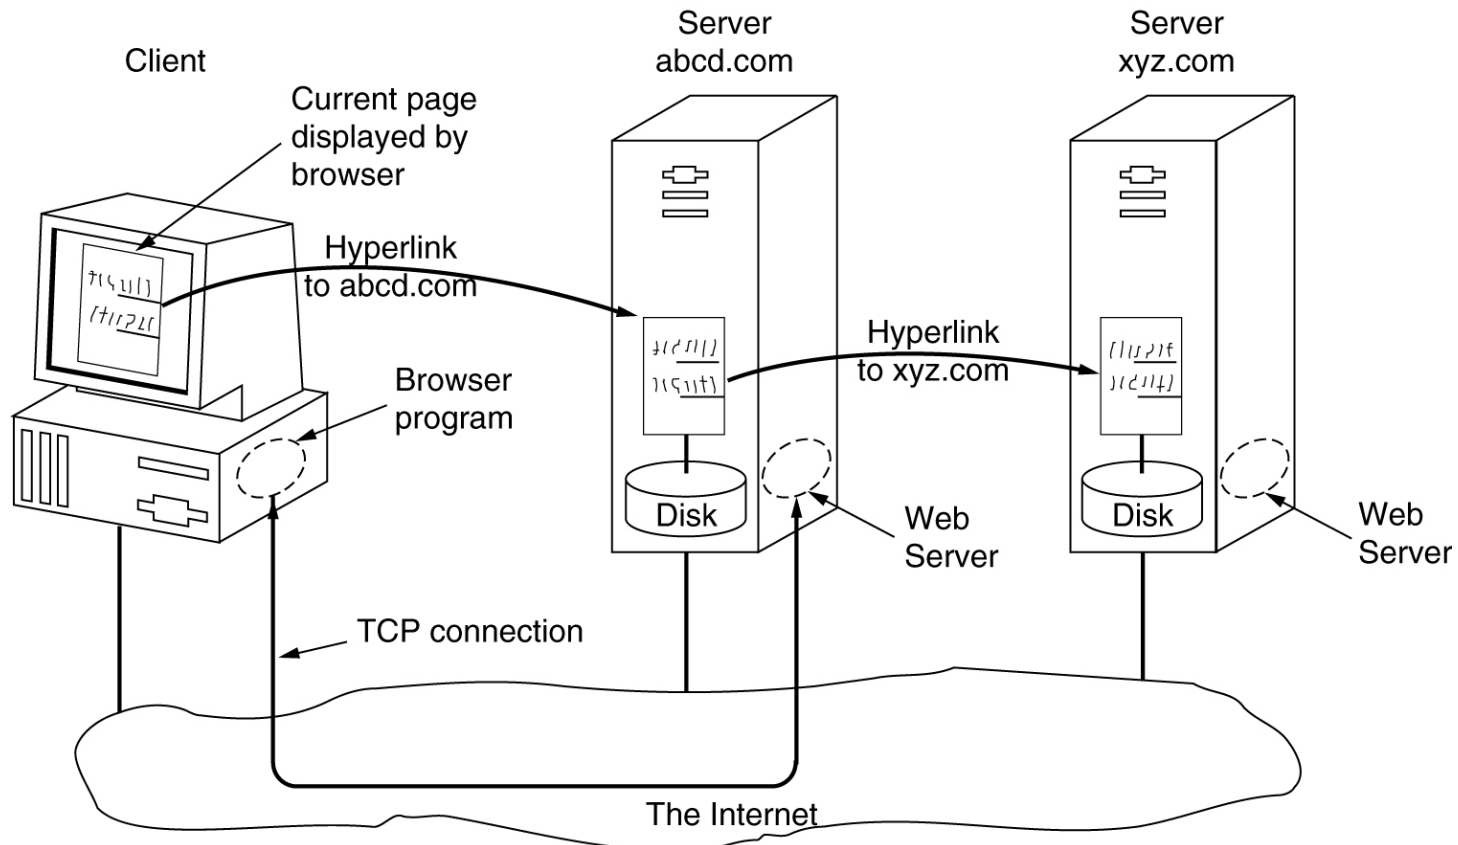 Client
Current page
displayed by
browser
Server
abcd.com
Server
xyz.com
Hyperlink
to abcd.com
Hyperlink
to xyz.com
Browser
program
Disk
Web
Server
Disk
Web
Server
TCP connection
The Internet